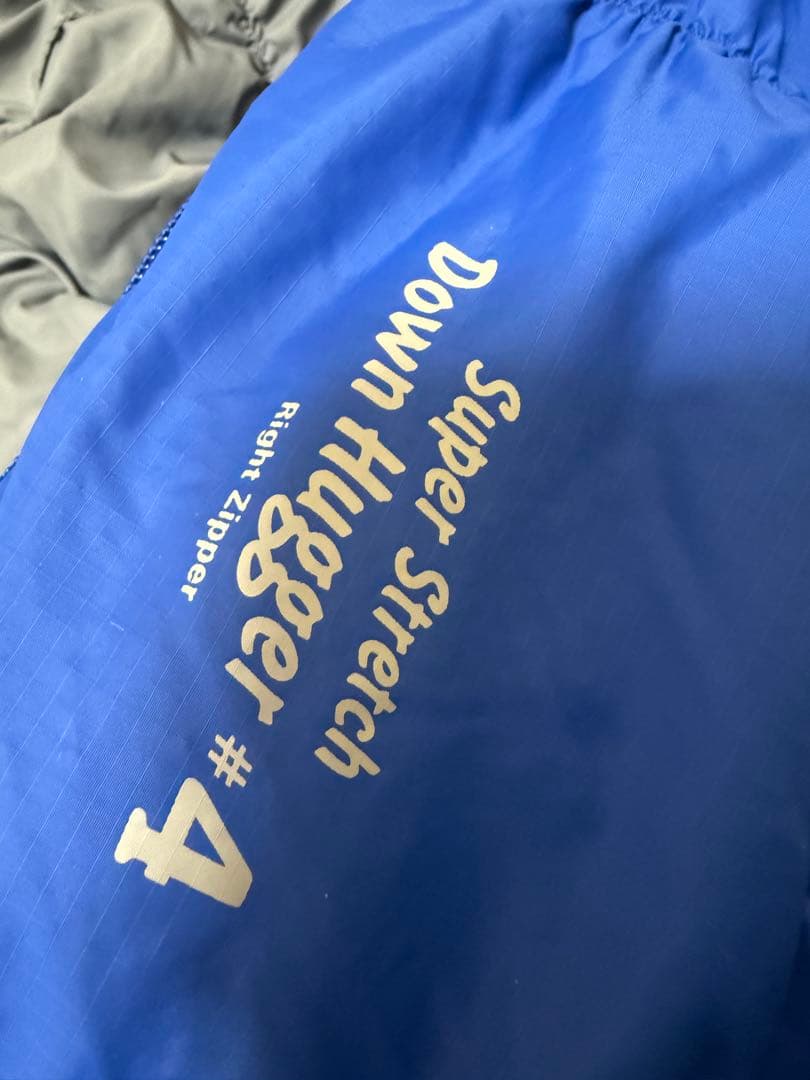 Super Stretch
Down Hugger #4
Right Zipper